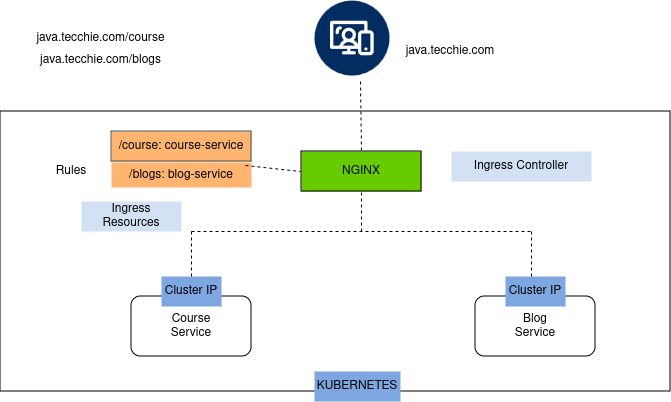 java.tecchie.com/course
java.tecchie.com/blogs
java.tecchie.com
/course: course-service
/blogs: blog-service
Rules
NGINX
Ingress Controller
Ingress
Resources
Cluster IP
Course
Service
Cluster IP
Blog
Service
KUBERNETES